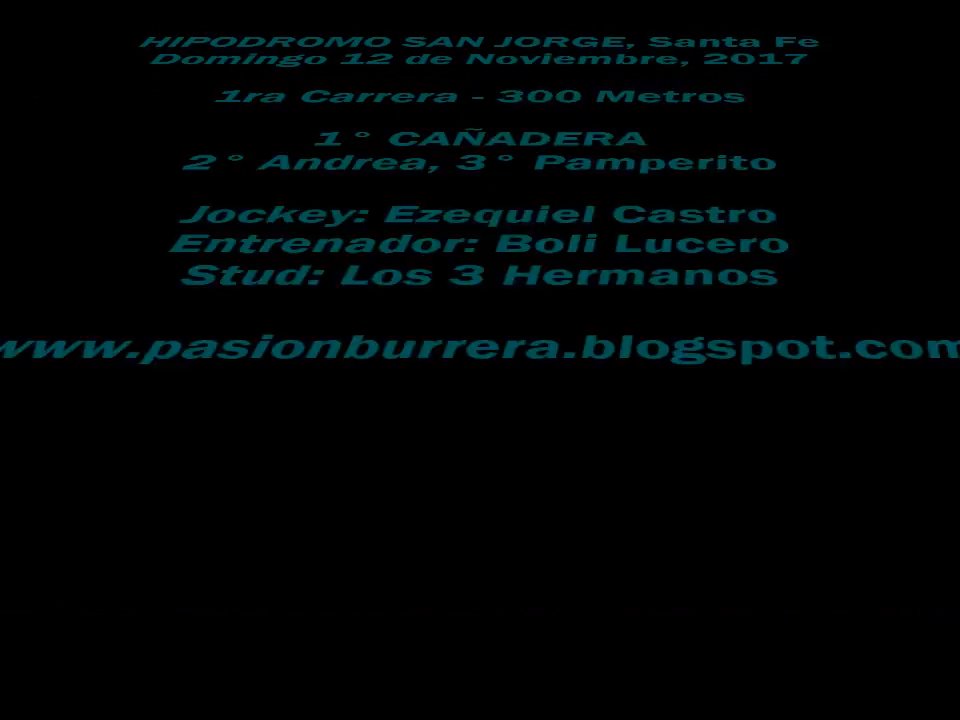 HIPODROMO SAN JORGE, Santa Fe
Domingo 12 de Noviembre, 2017
1ra Carrera - 300 Metros
1° CAÑADERA
2° Andrea, 3° Pamperito
Jockey: Ezequiel Castro
Entrenador: Boli Lucero
Stud: Los 3 Hermanos
www.pasionburrera.blogspot.com